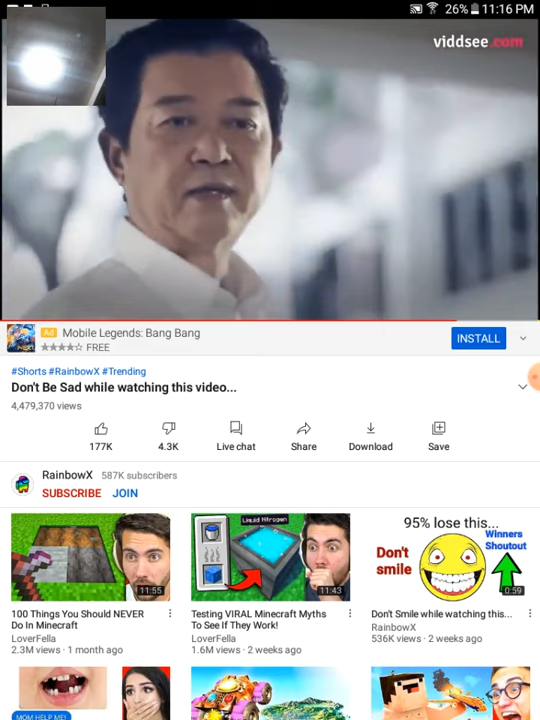 26% 11:16 PM
viddsee.com
Ad Mobile Legends: Bang Bang
FREE
INSTALL
#Shorts #RainbowX #Trending
Don't Be Sad while watching this video...
4,479,370 views
177K 4.3K Live chat Share Download Save
RainbowX 587K subscribers
SUBSCRIBE JOIN
11:55
100 Things You Should NEVER
Do In Minecraft
LoverFella
2.3M views · 1 month ago
Liquid Nitrogen
11:43
Testing VIRAL Minecraft Myths
To See If They Work!
LoverFella
1.6M views · 2 weeks ago
95% lose this...
Don't
smile
Winners
Shoutout
0:59
Don't Smile while watching this...
RainbowX
536K views · 2 weeks ago
MOM HELP ME!